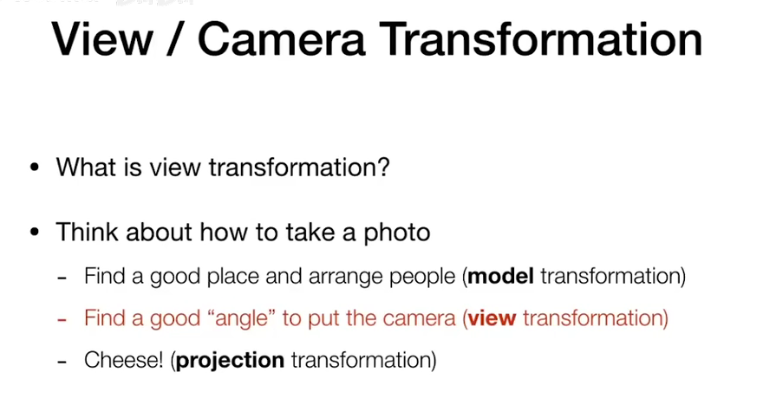 View / Camera Transformation
• What is view transformation?
• Think about how to take a photo
- Find a good place and arrange people (model transformation)
- Find a good “angle” to put the camera (view transformation)
- Cheese! (projection transformation)